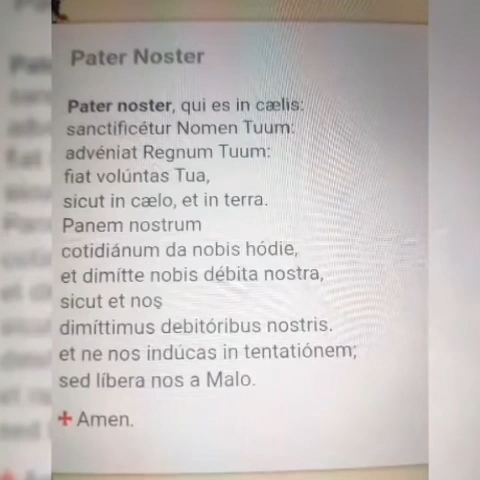 Pater Noster
Pater noster, qui es in cælis:
sanctificétur Nomen Tuum:
advéniat Regnum Tuum:
fiat volúntas Tua,
sicut in cælo, et in terra.
Panem nostrum
cotidiánum da nobis hódie,
et dimítte nobis débita nostra,
sicut et nos
dimíttimus debitóribus nostris.
et ne nos indúcas in tentatiónem;
sed líbera nos a Malo.
✠ Amen.